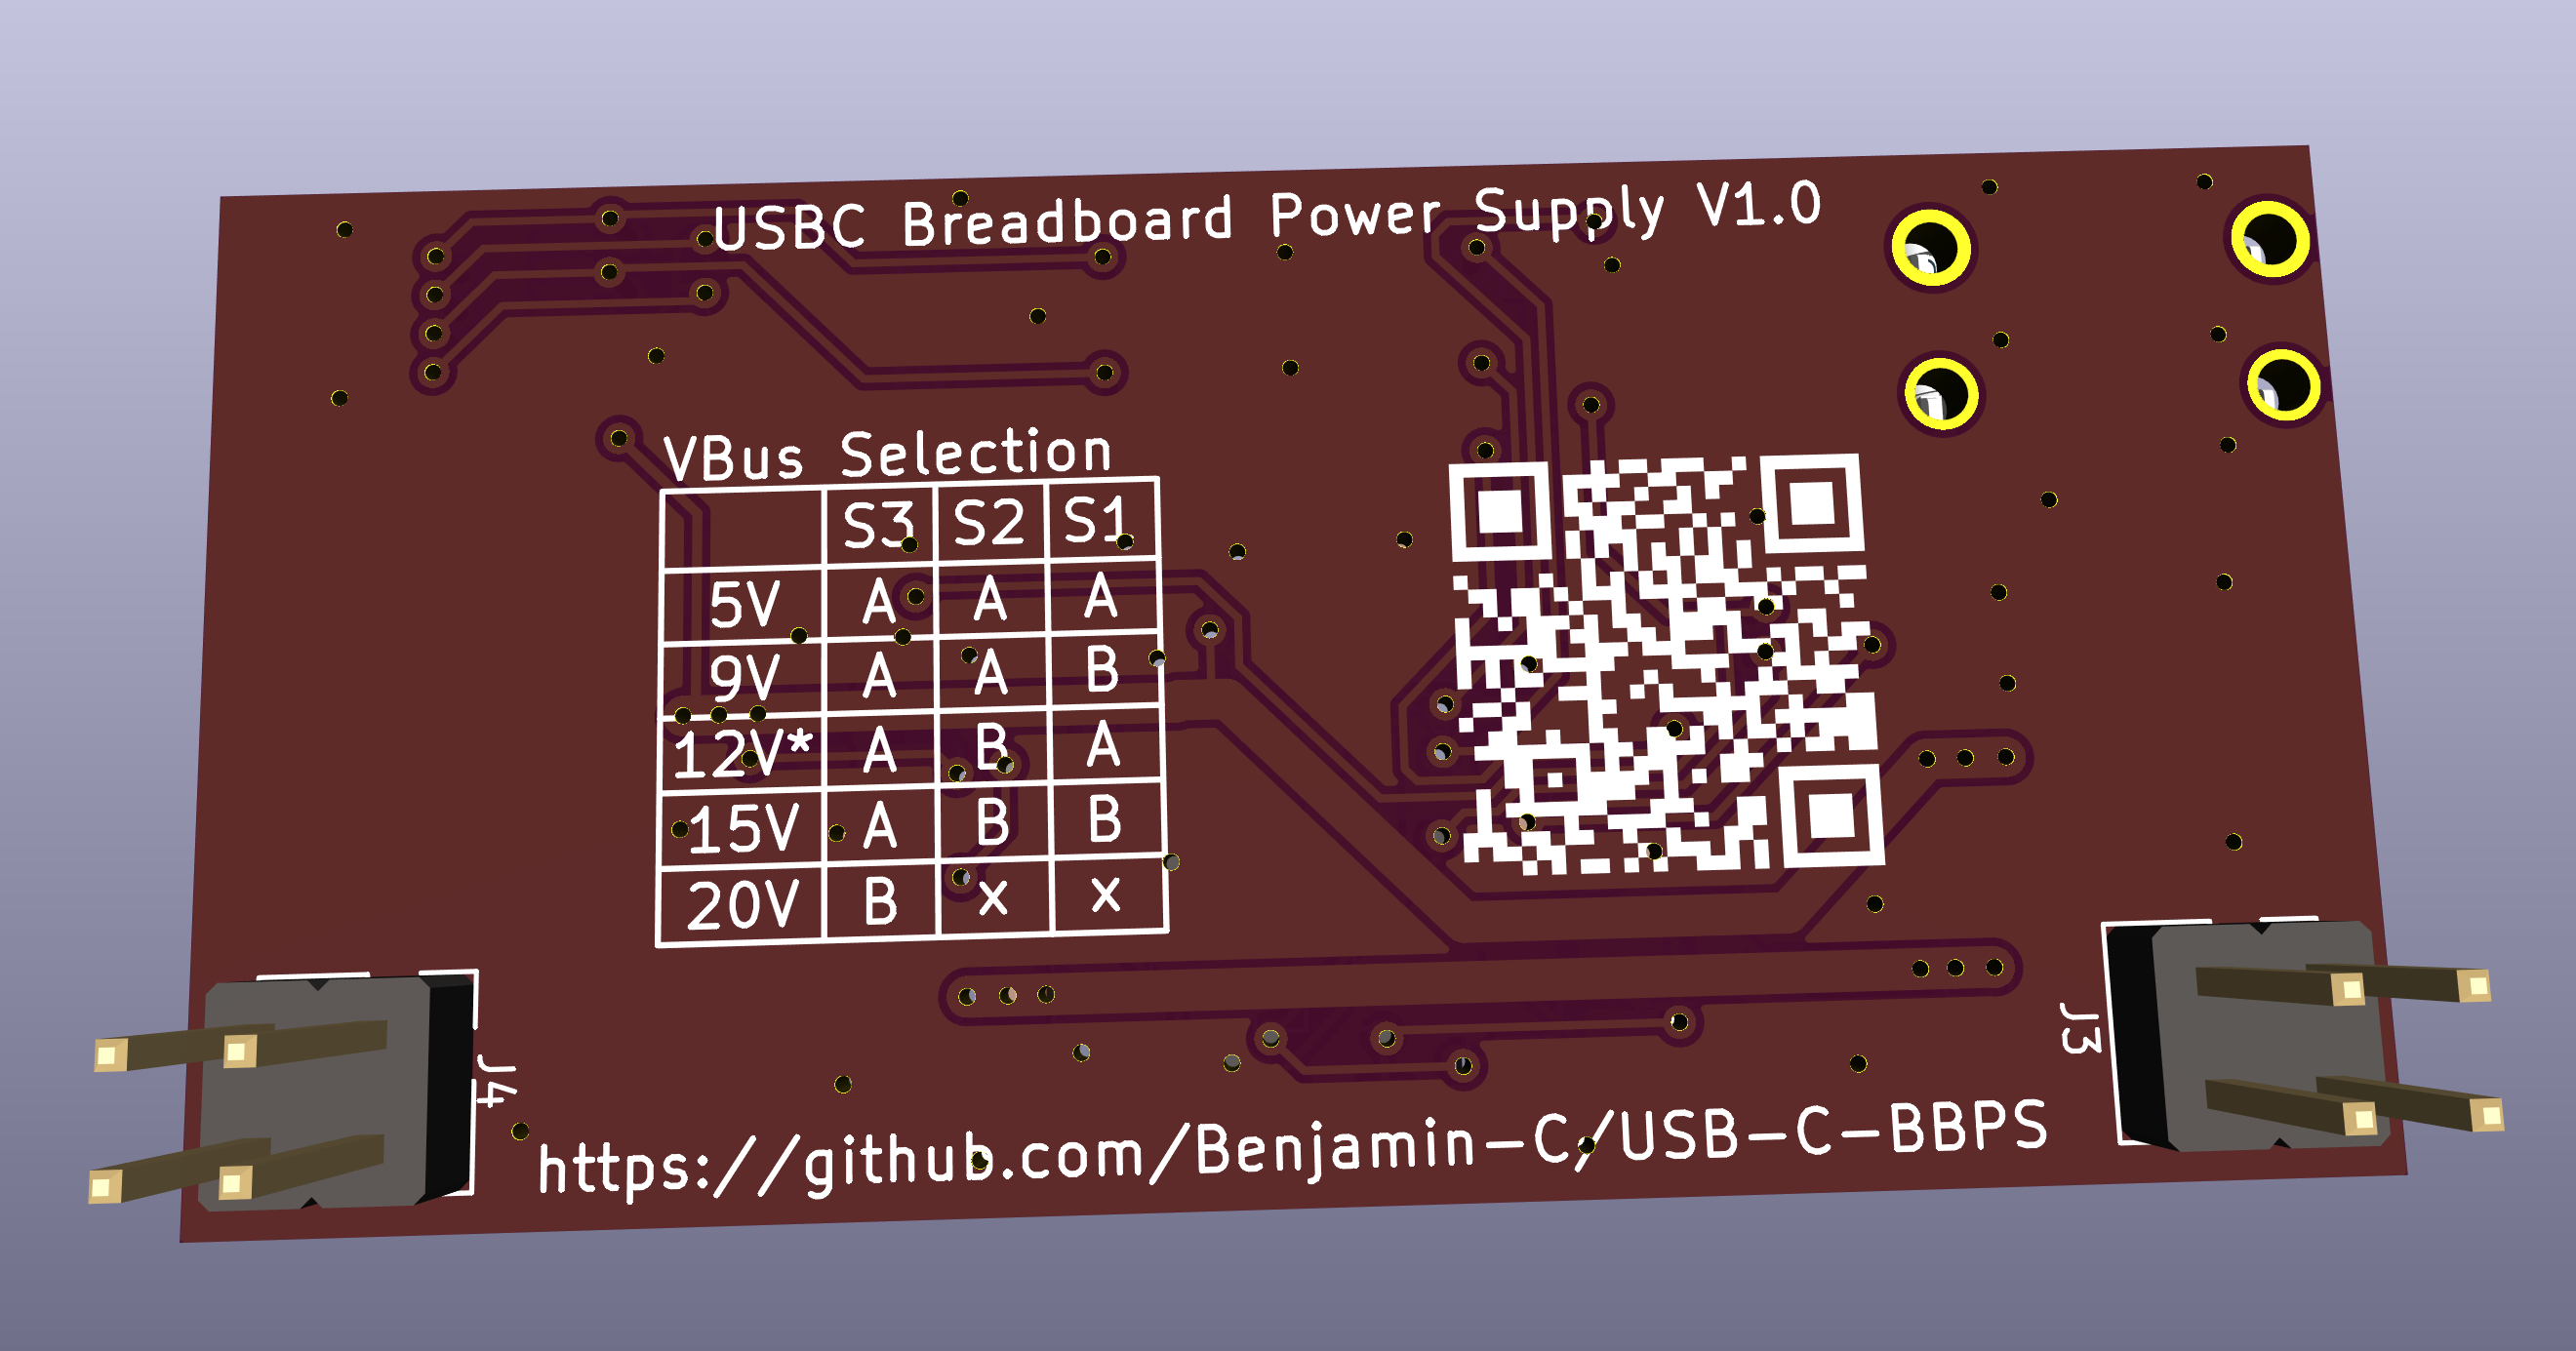 USBC Breadboard Power Supply V1.0
VBus Selection
S3 S2 S1
5V A A A
9V A A B
12V* A B A
15V A B B
20V B x x
J4
J3
https://github.com/Benjamin-C/USB-C-BBPS